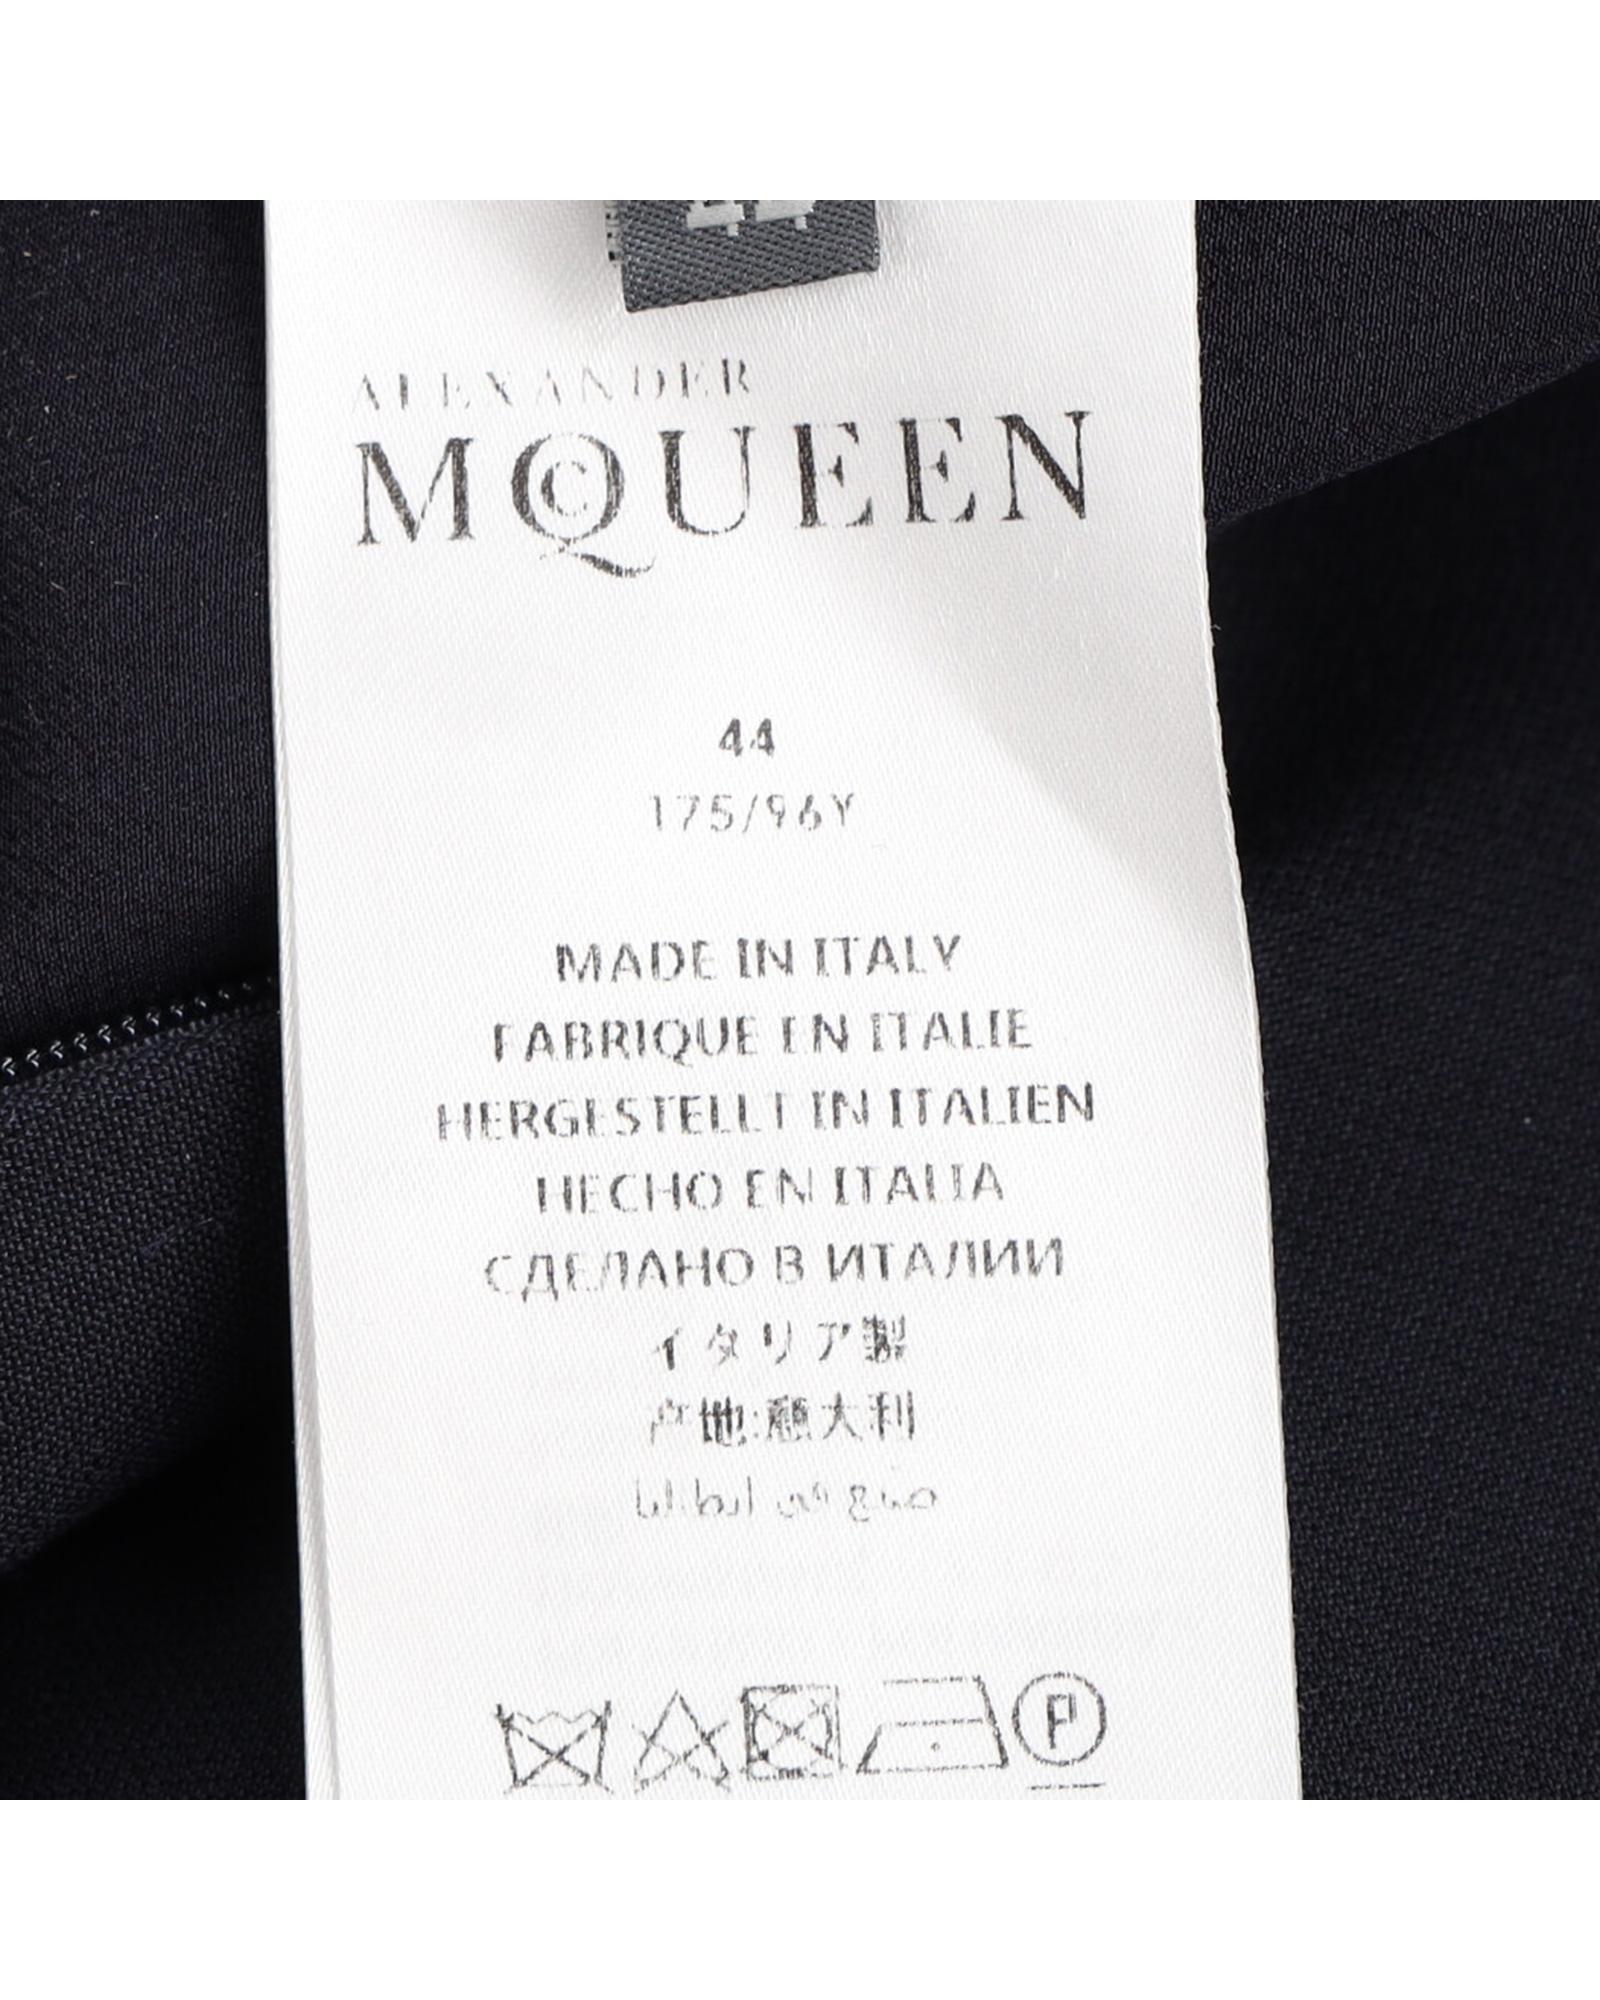 ALEXANDER
MCQUEEN
44
175/96Y
MADE IN ITALY
FABRIQUE EN ITALIE
HERGESTELLT IN ITALIEN
HECHO EN ITALIA
СДЕЛАНО В ИТАЛИИ
イタリア製
产地:意大利
صنع في ايطاليا
P